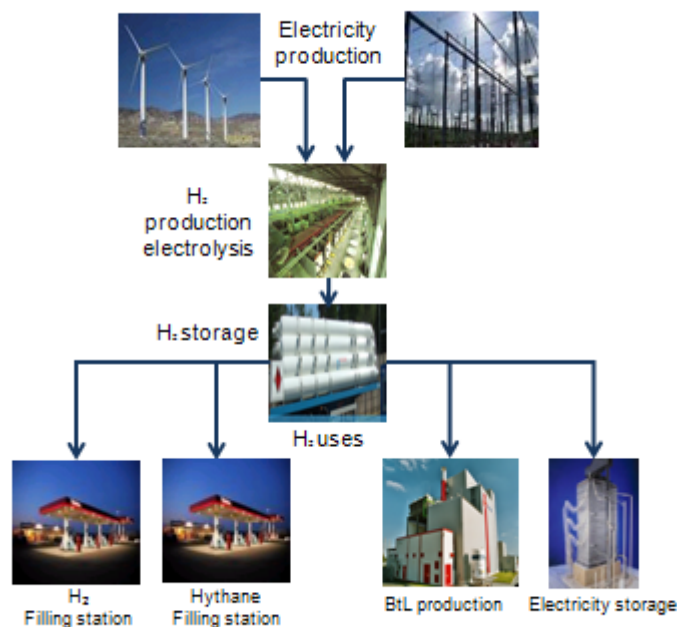 Electricity
production
H₂
production
electrolysis
H₂ storage
H₂ uses
H₂
Filling station
Hythane
Filling station
BtL production
Electricity storage